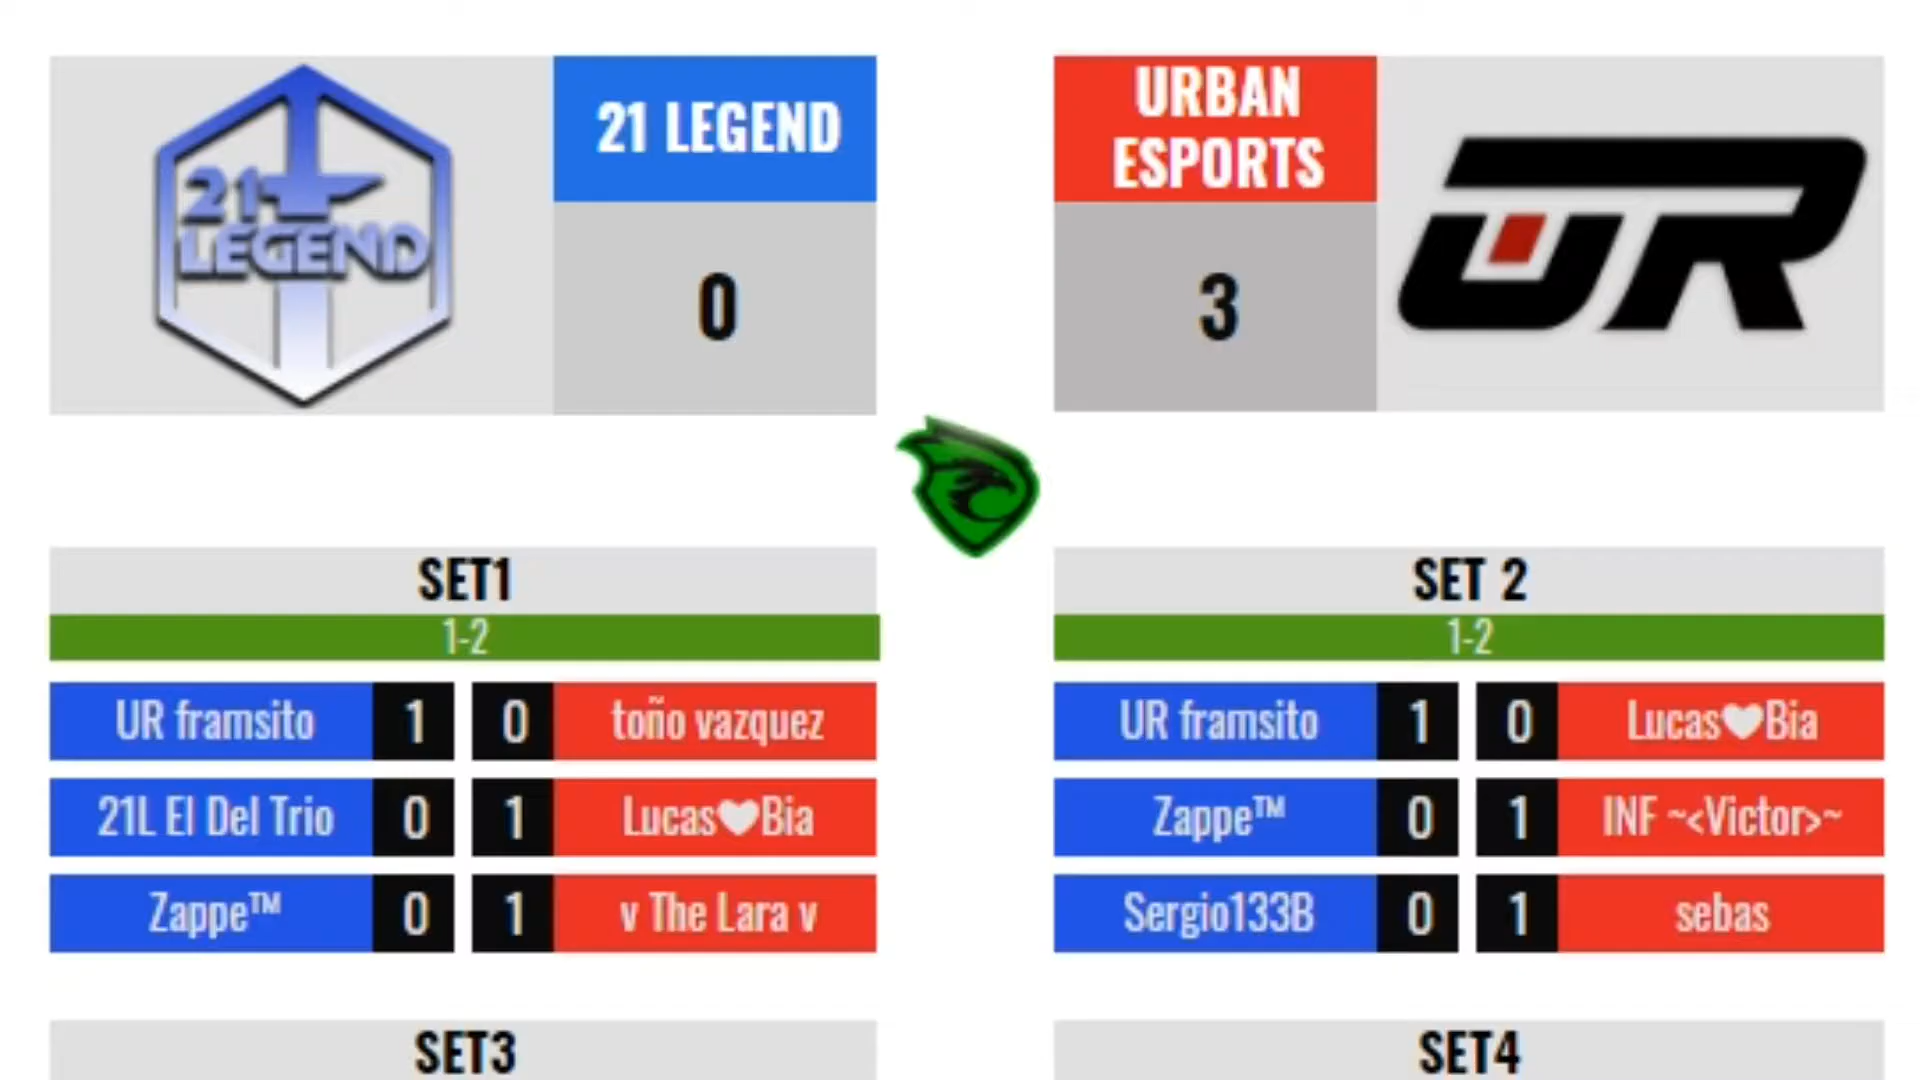 21
LEGEND
21 LEGEND
0
URBAN
ESPORTS
3
UR
SET1
1-2
UR framsito 1 0 toño vazquez
21L El Del Trio 0 1 Lucas♥Bia
Zappe™ 0 1 v The Lara v
SET 2
1-2
UR framsito 1 0 Lucas♥Bia
Zappe™ 0 1 INF ~<Victor>~
Sergio133B 0 1 sebas
SET3
SET4